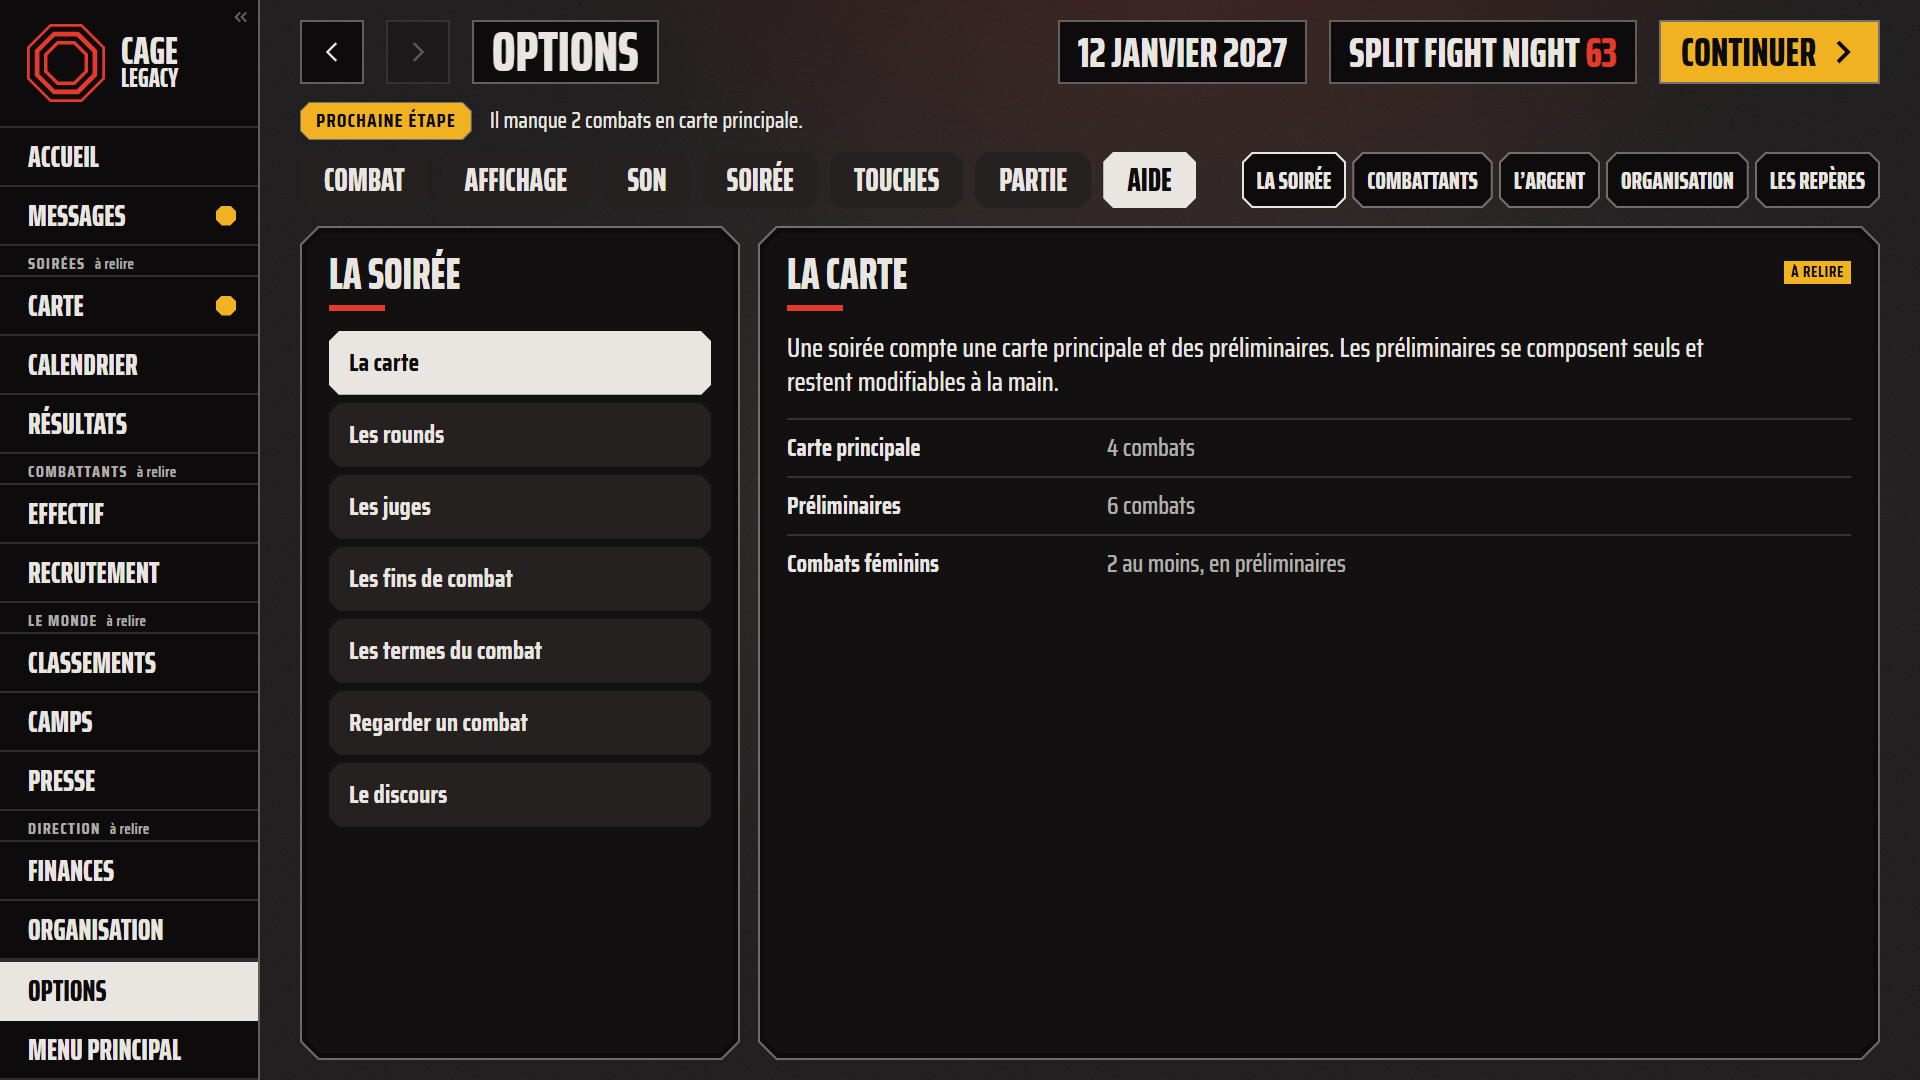 CAGE
LEGACY
ACCUEIL
MESSAGES
SOIRÉES à relire
CARTE
CALENDRIER
RÉSULTATS
COMBATTANTS à relire
EFFECTIF
RECRUTEMENT
LE MONDE à relire
CLASSEMENTS
CAMPS
PRESSE
DIRECTION à relire
FINANCES
ORGANISATION
OPTIONS
MENU PRINCIPAL
OPTIONS
12 JANVIER 2027
SPLIT FIGHT NIGHT 63
CONTINUER
PROCHAINE ÉTAPE
Il manque 2 combats en carte principale.
COMBAT
AFFICHAGE
SON
SOIRÉE
TOUCHES
PARTIE
AIDE
LA SOIRÉE
COMBATTANTS
L'ARGENT
ORGANISATION
LES REPÈRES
LA SOIRÉE
La carte
Les rounds
Les juges
Les fins de combat
Les termes du combat
Regarder un combat
Le discours
LA CARTE
À RELIRE
Une soirée compte une carte principale et des préliminaires. Les préliminaires se composent seuls et
restent modifiables à la main.
Carte principale 4 combats
Préliminaires 6 combats
Combats féminins 2 au moins, en préliminaires